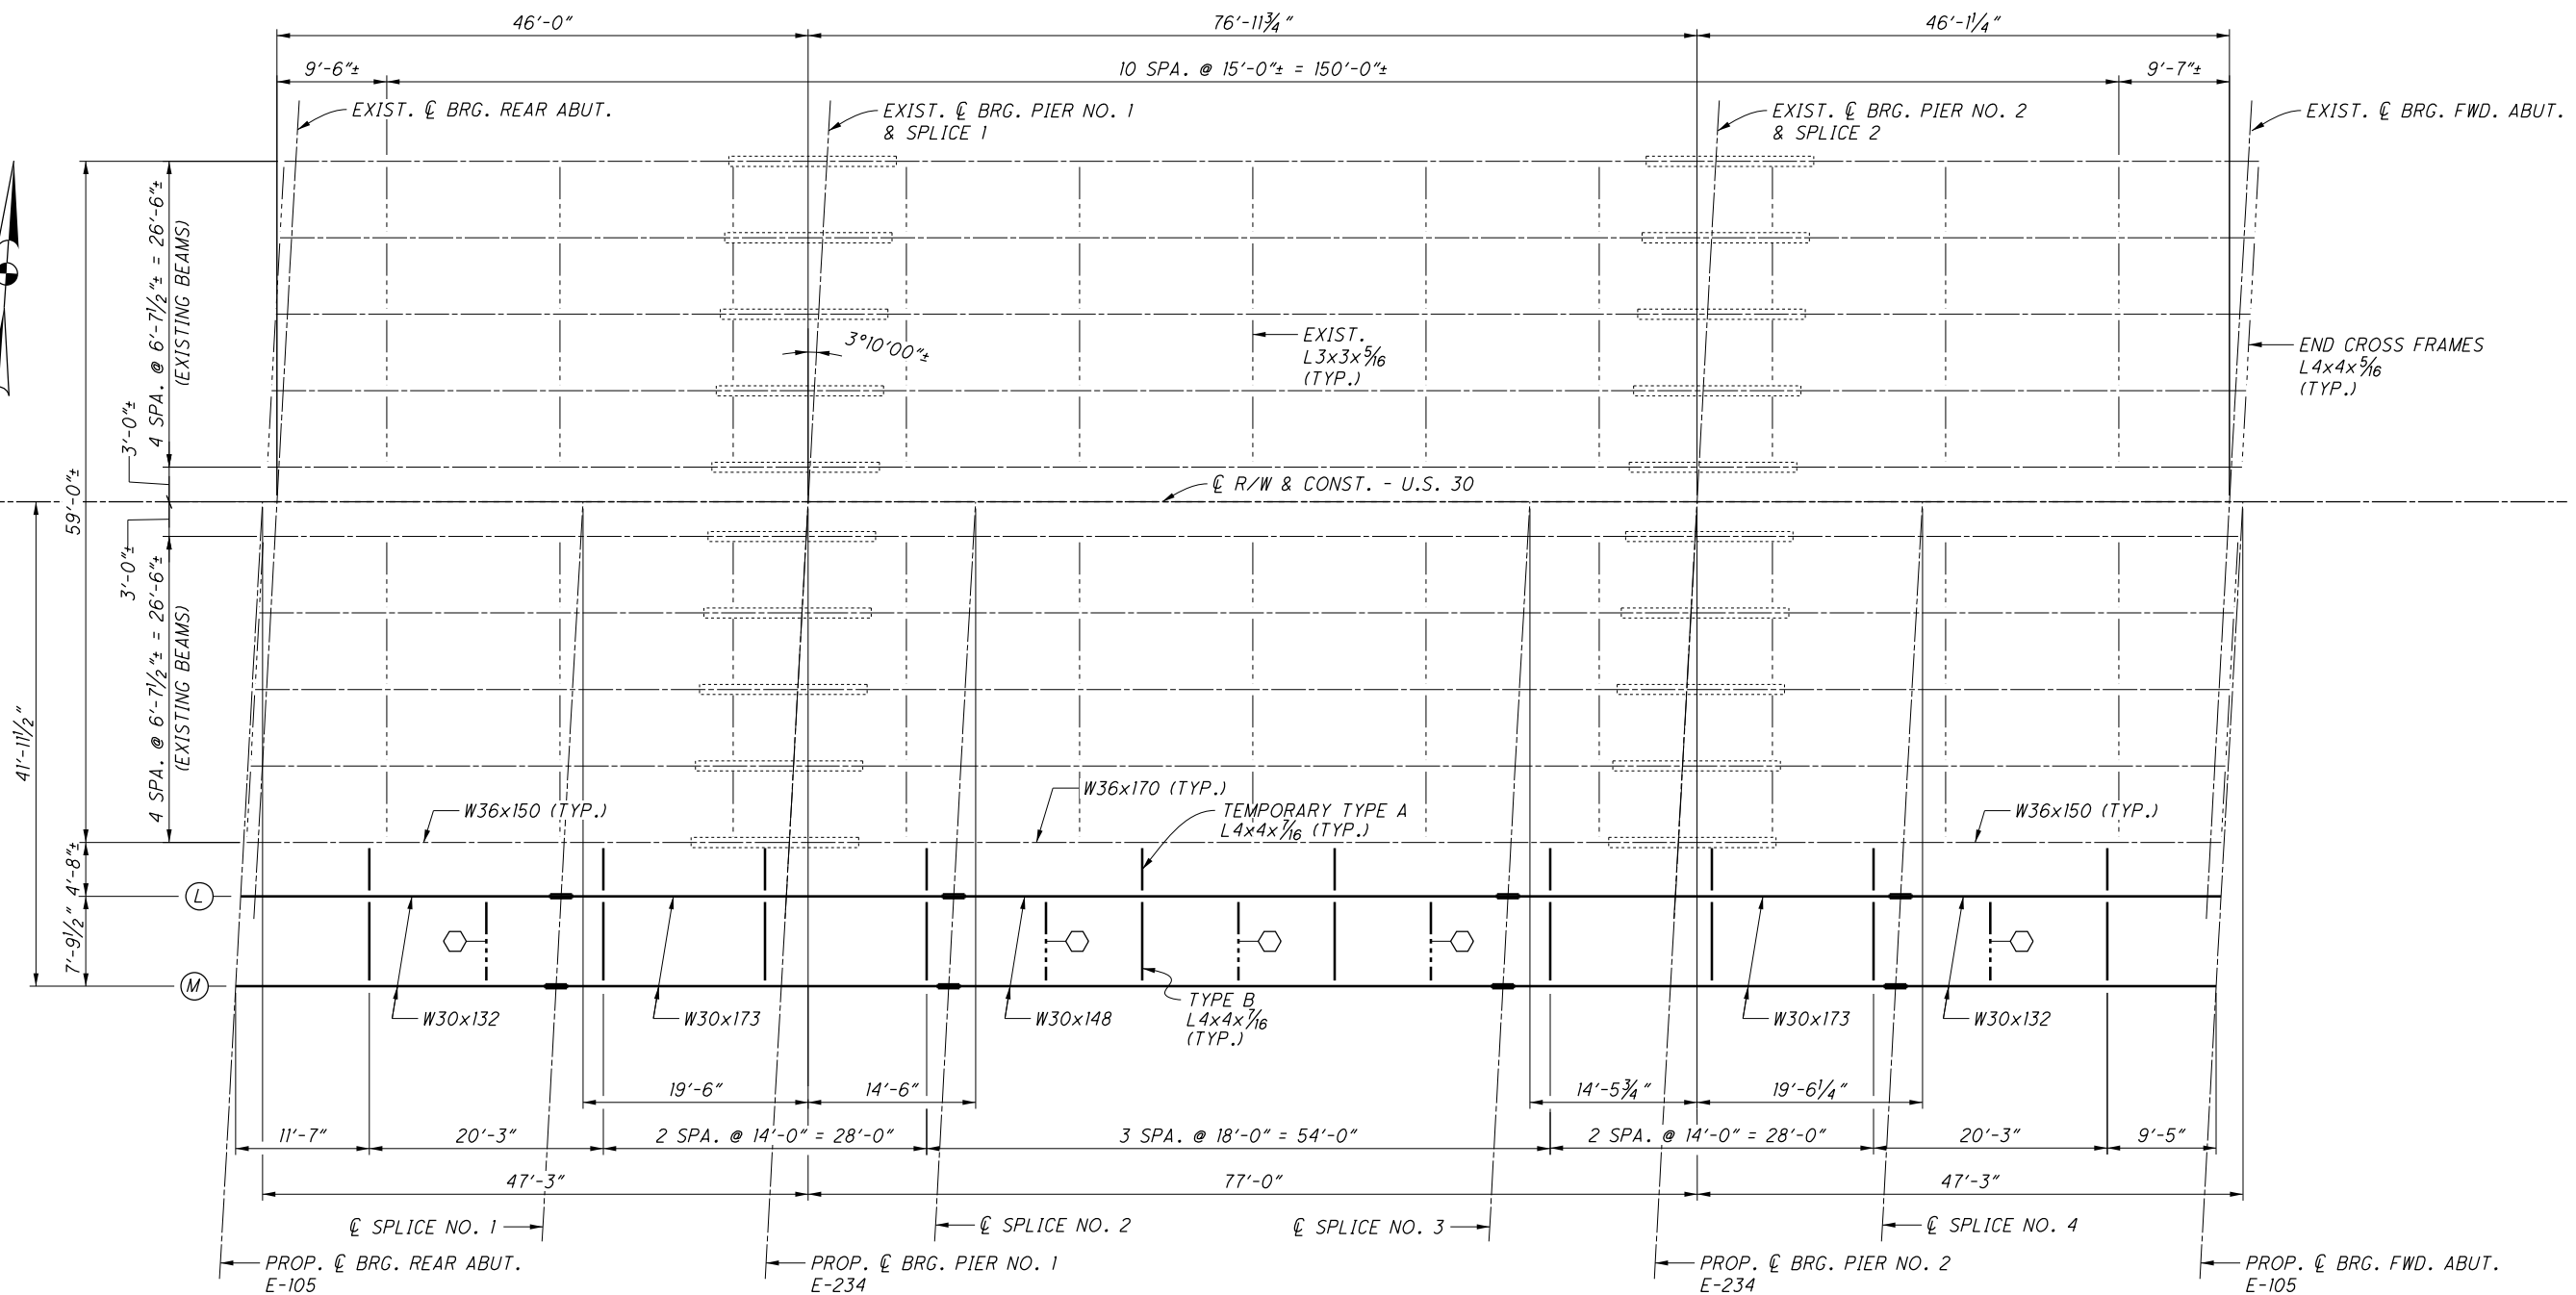 46'-0"
76'-11¾"
46'-1¼"
9'-6"±
10 SPA. @ 15'-0"± = 150'-0"±
9'-7"±
EXIST. ℄ BRG. REAR ABUT.
EXIST. ℄ BRG. PIER NO. 1
& SPLICE 1
EXIST. ℄ BRG. PIER NO. 2
& SPLICE 2
EXIST. ℄ BRG. FWD. ABUT.
4 SPA. @ 6'-7½"± = 26'-6"±
(EXISTING BEAMS)
3°10'00"±
EXIST.
L3x3x5/16
(TYP.)
END CROSS FRAMES
L4x4x5/16
(TYP.)
3'-0"±
59'-0"±
℄ R/W & CONST. - U.S. 30
3'-0"±
4 SPA. @ 6'-7½"± = 26'-6"±
(EXISTING BEAMS)
41'-11½"
W36x150 (TYP.)
W36x170 (TYP.)
TEMPORARY TYPE A
L4x4x7/16 (TYP.)
W36x150 (TYP.)
4'-8"±
L
7'-9½"
M
W30x132
W30x173
W30x148
TYPE B
L4x4x7/16
(TYP.)
W30x173
W30x132
19'-6"
14'-6"
14'-5¾"
19'-6¼"
11'-7"
20'-3"
2 SPA. @ 14'-0" = 28'-0"
3 SPA. @ 18'-0" = 54'-0"
2 SPA. @ 14'-0" = 28'-0"
20'-3"
9'-5"
47'-3"
77'-0"
47'-3"
℄ SPLICE NO. 1
℄ SPLICE NO. 2
℄ SPLICE NO. 3
℄ SPLICE NO. 4
PROP. ℄ BRG. REAR ABUT.
E-105
PROP. ℄ BRG. PIER NO. 1
E-234
PROP. ℄ BRG. PIER NO. 2
E-234
PROP. ℄ BRG. FWD. ABUT.
E-105